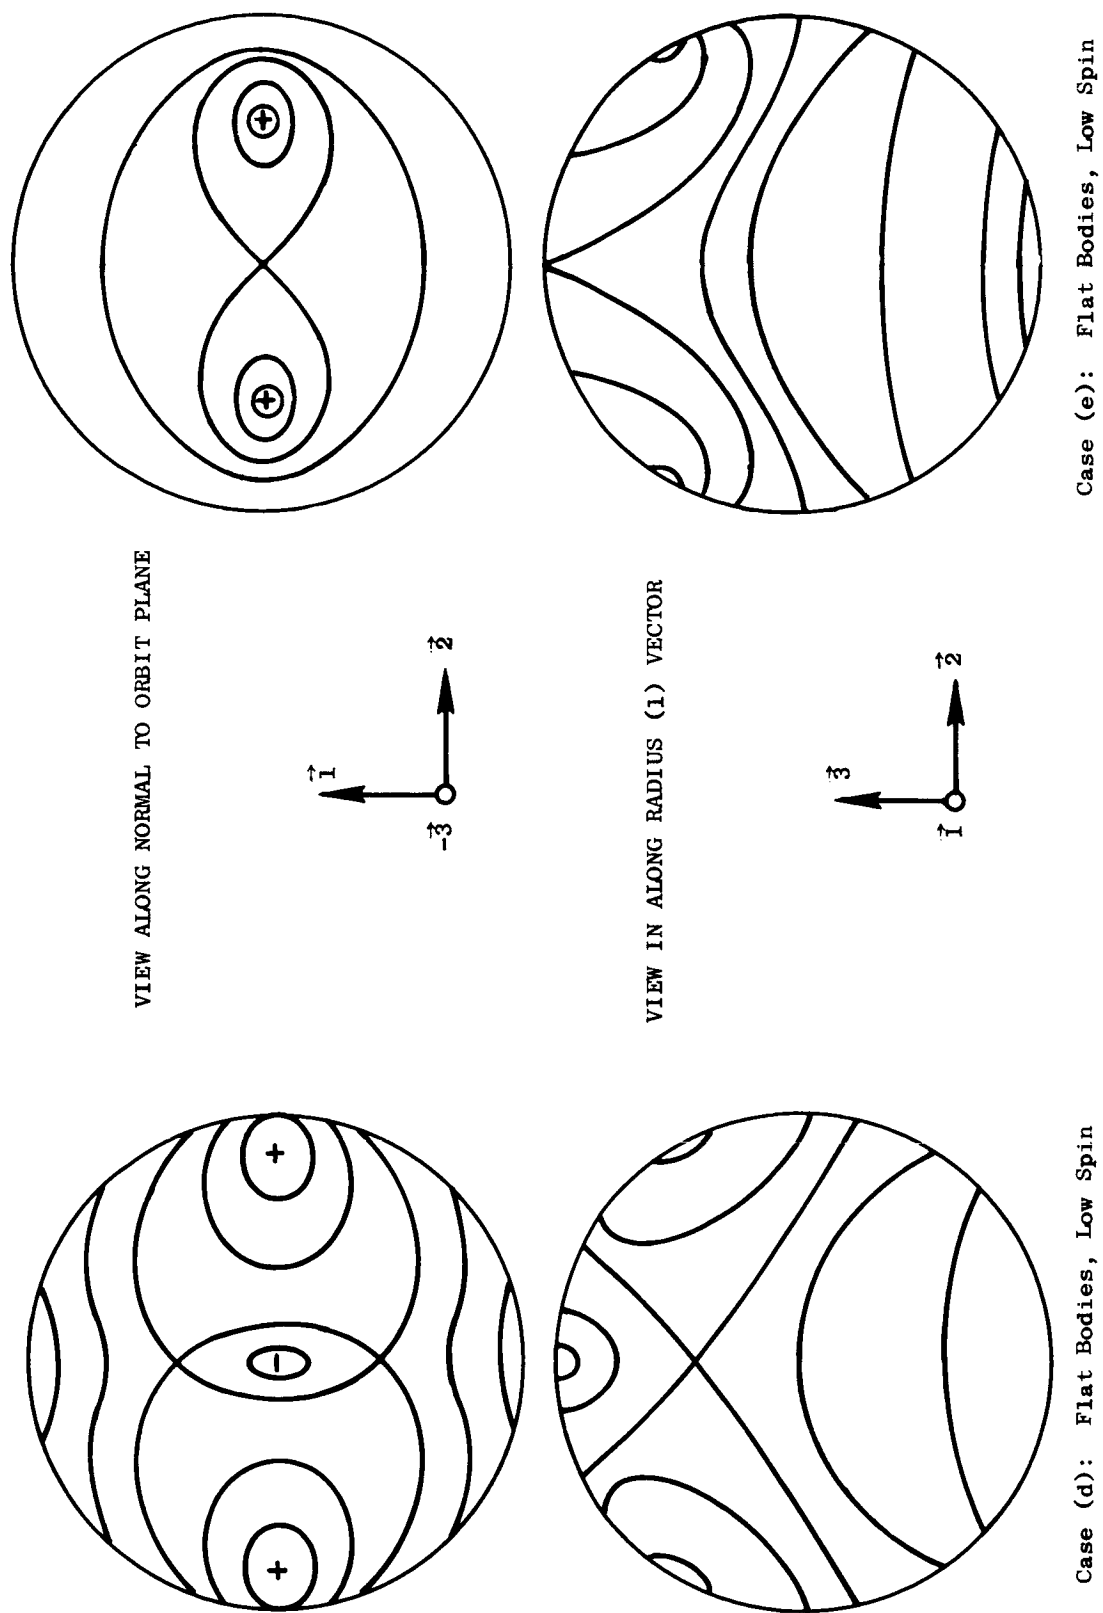 VIEW ALONG NORMAL TO ORBIT PLANE
1⃗
-3⃗
2⃗
VIEW IN ALONG RADIUS (1) VECTOR
3⃗
1⃗
2⃗
+
-
+
+
+
Case (d): Flat Bodies, Low Spin
Case (e): Flat Bodies, Low Spin